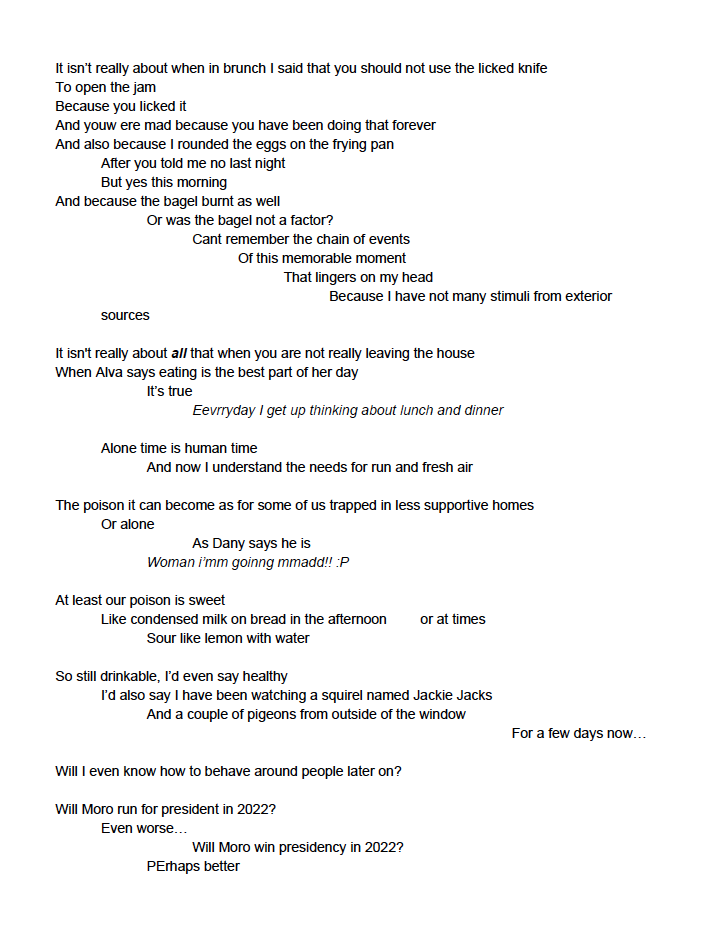 It isn’t really about when in brunch I said that you should not use the licked knife
To open the jam
Because you licked it
And youw ere mad because you have been doing that forever
And also because I rounded the eggs on the frying pan
After you told me no last night
But yes this morning
And because the bagel burnt as well
Or was the bagel not a factor?
Cant remember the chain of events
Of this memorable moment
That lingers on my head
Because I have not many stimuli from exterior
sources
It isn't really about all that when you are not really leaving the house
When Alva says eating is the best part of her day
It’s true
Eevrryday I get up thinking about lunch and dinner
Alone time is human time
And now I understand the needs for run and fresh air
The poison it can become as for some of us trapped in less supportive homes
Or alone
As Dany says he is
Woman i’mm goinng mmadd!! :P
At least our poison is sweet
Like condensed milk on bread in the afternoon or at times
Sour like lemon with water
So still drinkable, I’d even say healthy
I’d also say I have been watching a squirel named Jackie Jacks
And a couple of pigeons from outside of the window
For a few days now…
Will I even know how to behave around people later on?
Will Moro run for president in 2022?
Even worse…
Will Moro win presidency in 2022?
PErhaps better